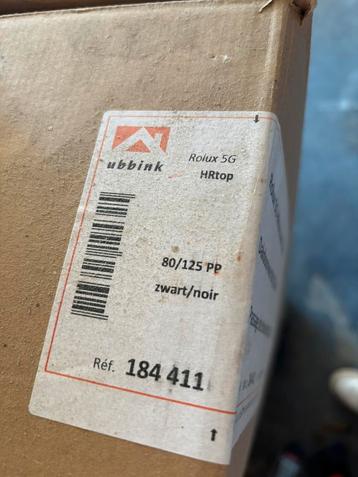 ubbink
Rolux 5G
HRtop
80/125 PP
zwart/noir
Réf. 184 411